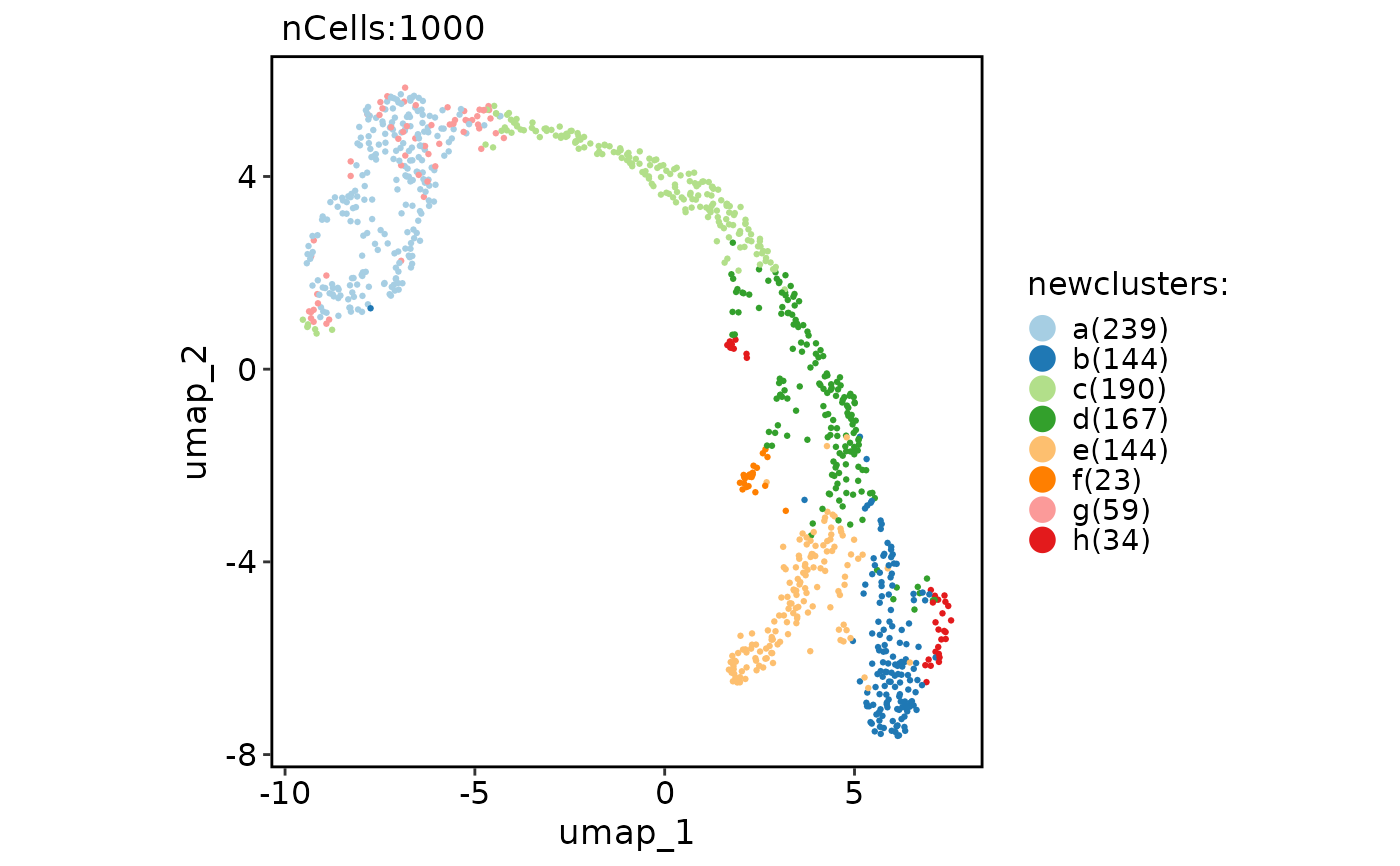 nCells:1000
umap_2
4
0
-4
-8
-10
-5
0
5
umap_1
newclusters:
a(239)
b(144)
c(190)
d(167)
e(144)
f(23)
g(59)
h(34)